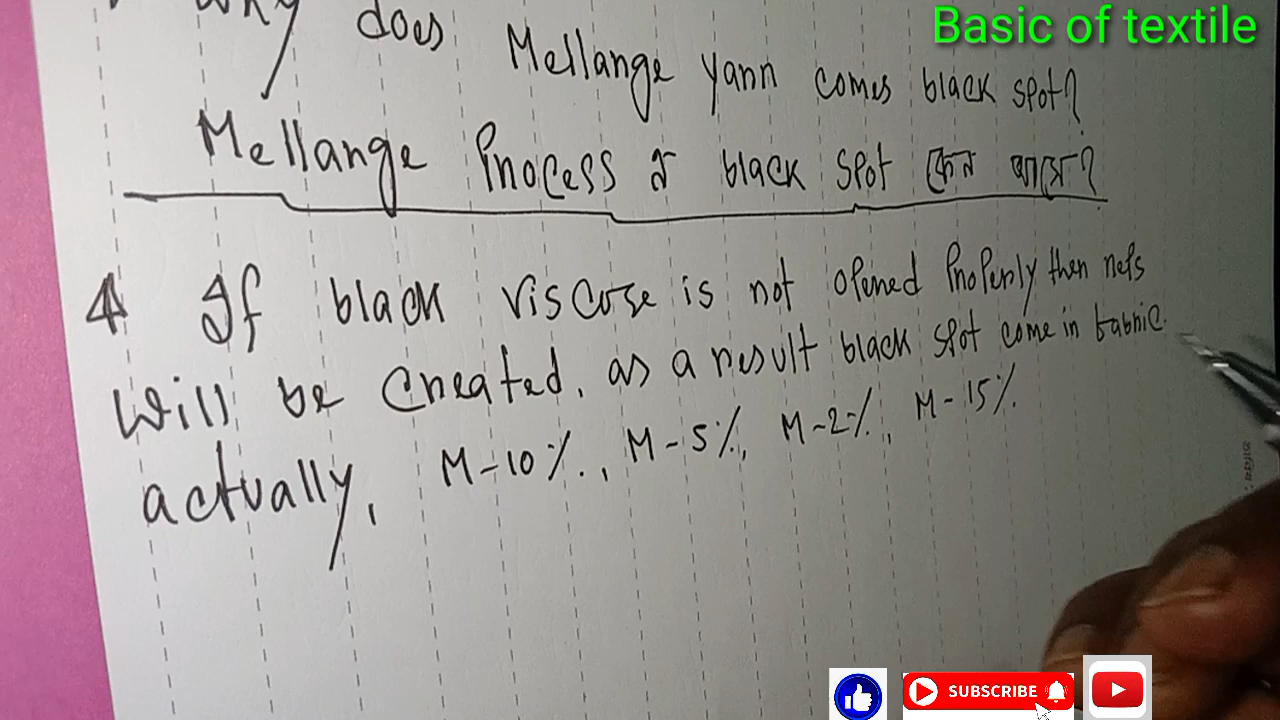 Basic of textile
Why does Mellange yarn comes black spot?
Mellange Process এ black spot কেন আসে?
If black viscose is not opened Properly then neps
will be created, as a result black spot come in fabric.
actually, M-10%, M-5%, M-2%, M-15%
SUBSCRIBE